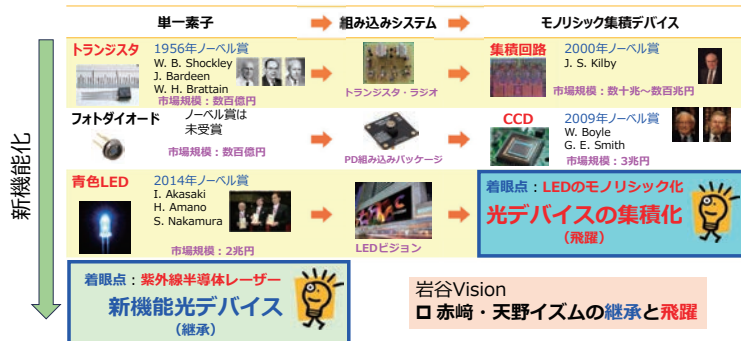 単一素子
組み込みシステム
モノリシック集積デバイス
新機能化
トランジスタ
1956年ノーベル賞
W. B. Shockley
J. Bardeen
W. H. Brattain
市場規模：数百億円
トランジスタ・ラジオ
集積回路
2000年ノーベル賞
J. S. Kilby
市場規模：数十兆～数百兆円
フォトダイオード
ノーベル賞は
未受賞
市場規模：数百億円
PD組み込みパッケージ
CCD
2009年ノーベル賞
W. Boyle
G. E. Smith
市場規模：3兆円
青色LED
2014年ノーベル賞
I. Akasaki
H. Amano
S. Nakamura
市場規模：2兆円
LEDビジョン
着眼点：LEDのモノリシック化
光デバイスの集積化
（飛躍）
着眼点：紫外線半導体レーザー
新機能光デバイス
（継承）
岩谷Vision
□ 赤﨑・天野イズムの継承と飛躍